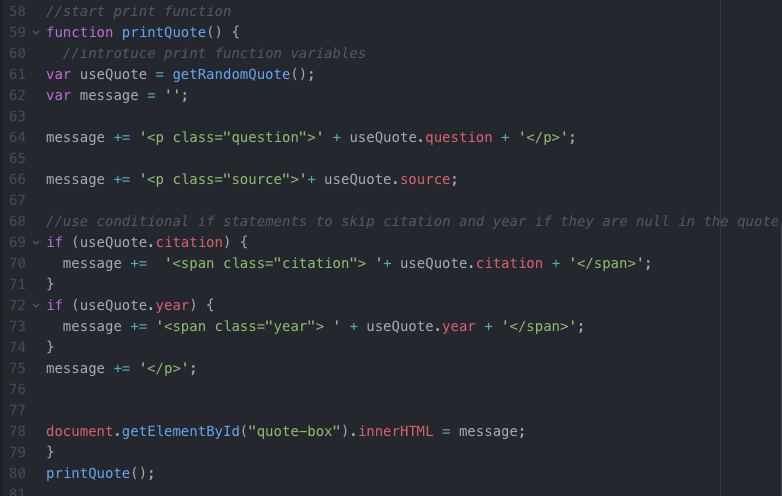 58 //start print function
59 function printQuote() {
60 //introtuce print function variables
61 var useQuote = getRandomQuote();
62 var message = '';
63
64 message += '<p class="question">' + useQuote.question + '</p>';
65
66 message += '<p class="source">'+ useQuote.source;
67
68 //use conditional if statements to skip citation and year if they are null in the quote
69 if (useQuote.citation) {
70 message +=  '<span class="citation"> '+ useQuote.citation + '</span>';
71 }
72 if (useQuote.year) {
73 message += '<span class="year"> ' + useQuote.year + '</span>';
74 }
75 message += '</p>';
76
77
78 document.getElementById("quote-box").innerHTML = message;
79 }
80 printQuote();
81